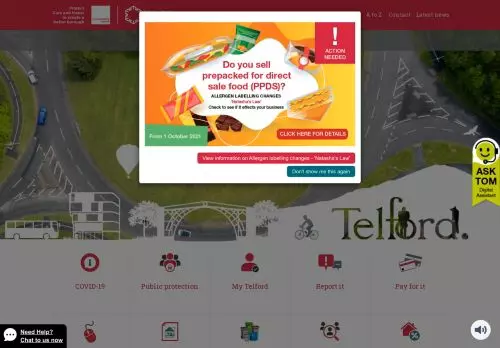 Protect
Care and Invest
to create a
better borough
A to Z
Contact
Latest news
!
ACTION
NEEDED
Do you sell
prepacked for direct
sale food (PPDS)?
ALLERGEN LABELLING CHANGES
'Natasha's Law'
Check to see if it effects your business
From 1 October 2021
CLICK HERE FOR DETAILS
View information on Allergen labelling changes - 'Natasha's Law'
Don't show me this again
ASK
TOM
Digital
Assistant
Telford.
COVID-19
Public protection
My Telford
Report it
Pay for it
Need Help?
Chat to us now